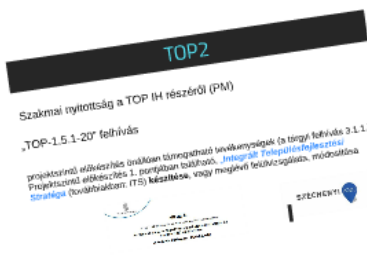 TOP2
Szakmai nyitottság a TOP IH részéről (PM)
„TOP-1.5.1-20” felhívás
projektszintű előkészítés önállóan támogatható tevékenységek (a tárgyi felhívás 3.1.1.
Projektszintű előkészítés 1. pontjában található, „Integrált Településfejlesztési
Stratégia (továbbiakban: ITS) készítése, vagy meglévő felülvizsgálata, módosítása
SZÉCHENYI